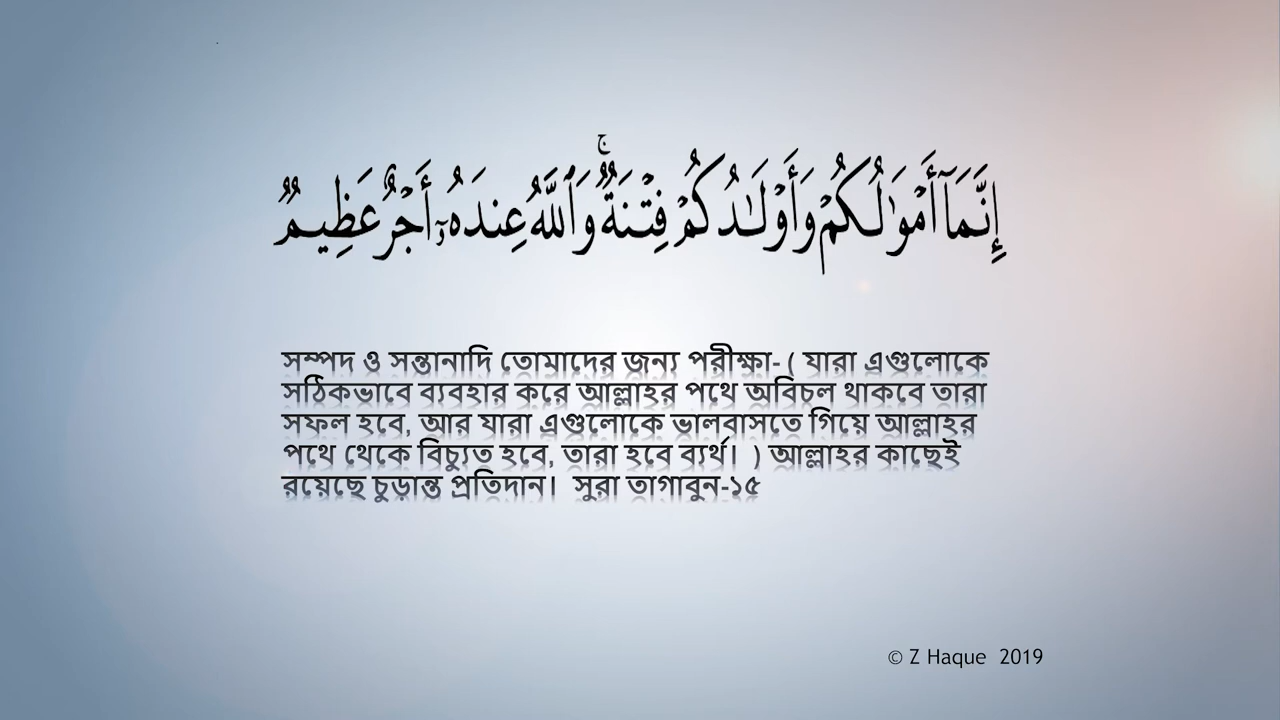 إِنَّمَآ أَمْوَٰلُكُمْ وَأَوْلَٰدُكُمْ فِتْنَةٌۚ وَٱللَّهُ عِندَهُۥٓ أَجْرٌ عَظِيمٌ
সম্পদ ও সন্তানাদি তোমাদের জন্য পরীক্ষা- ( যারা এগুলোকে
সঠিকভাবে ব্যবহার করে আল্লাহর পথে অবিচল থাকবে তারা
সফল হবে, আর যারা এগুলোকে ভালবাসতে গিয়ে আল্লাহর
পথে থেকে বিচ্যুত হবে, তারা হবে ব্যর্থ। ) আল্লাহর কাছেই
রয়েছে চুড়ান্ত প্রতিদান। সুরা তাগাবুন-১৫
© Z Haque 2019